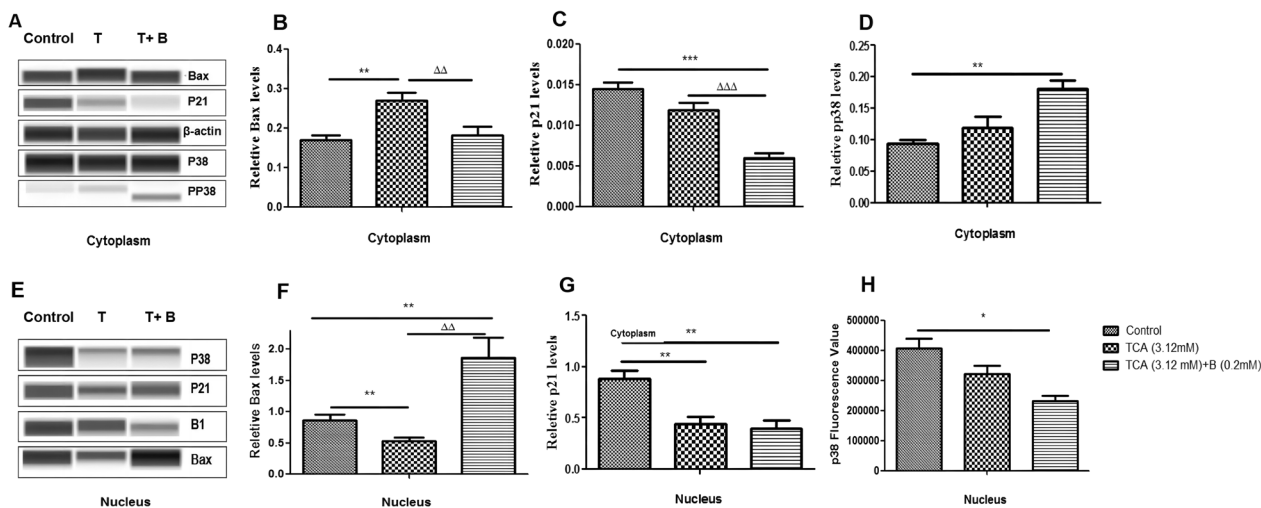 A
Control T T+ B
Bax
P21
β-actin
P38
PP38
Cytoplasm
B
Reletive Bax levels
0.4
0.3
0.2
0.1
0.0
**
ΔΔ
Cytoplasm
C
Reletive p21 levels
0.020
0.015
0.010
0.005
0.000
***
ΔΔΔ
Cytoplasm
D
Reletive pp38 levels
0.25
0.20
0.15
0.10
0.05
0.00
**
Cytoplasm
E
Control T T+ B
P38
P21
B1
Bax
Nucleus
F
Reletive Bax levels
2.0
1.5
1.0
0.5
0.0
**
ΔΔ
**
Nucleus
G
Reletive p21 levels
1.5
1.0
0.5
0.0
Cytoplasm
**
**
Nucleus
H
p38 Fluorescence Value
500000
400000
300000
200000
100000
0
*
Nucleus
Control
TCA (3.12mM)
TCA (3.12 mM)+B (0.2mM)